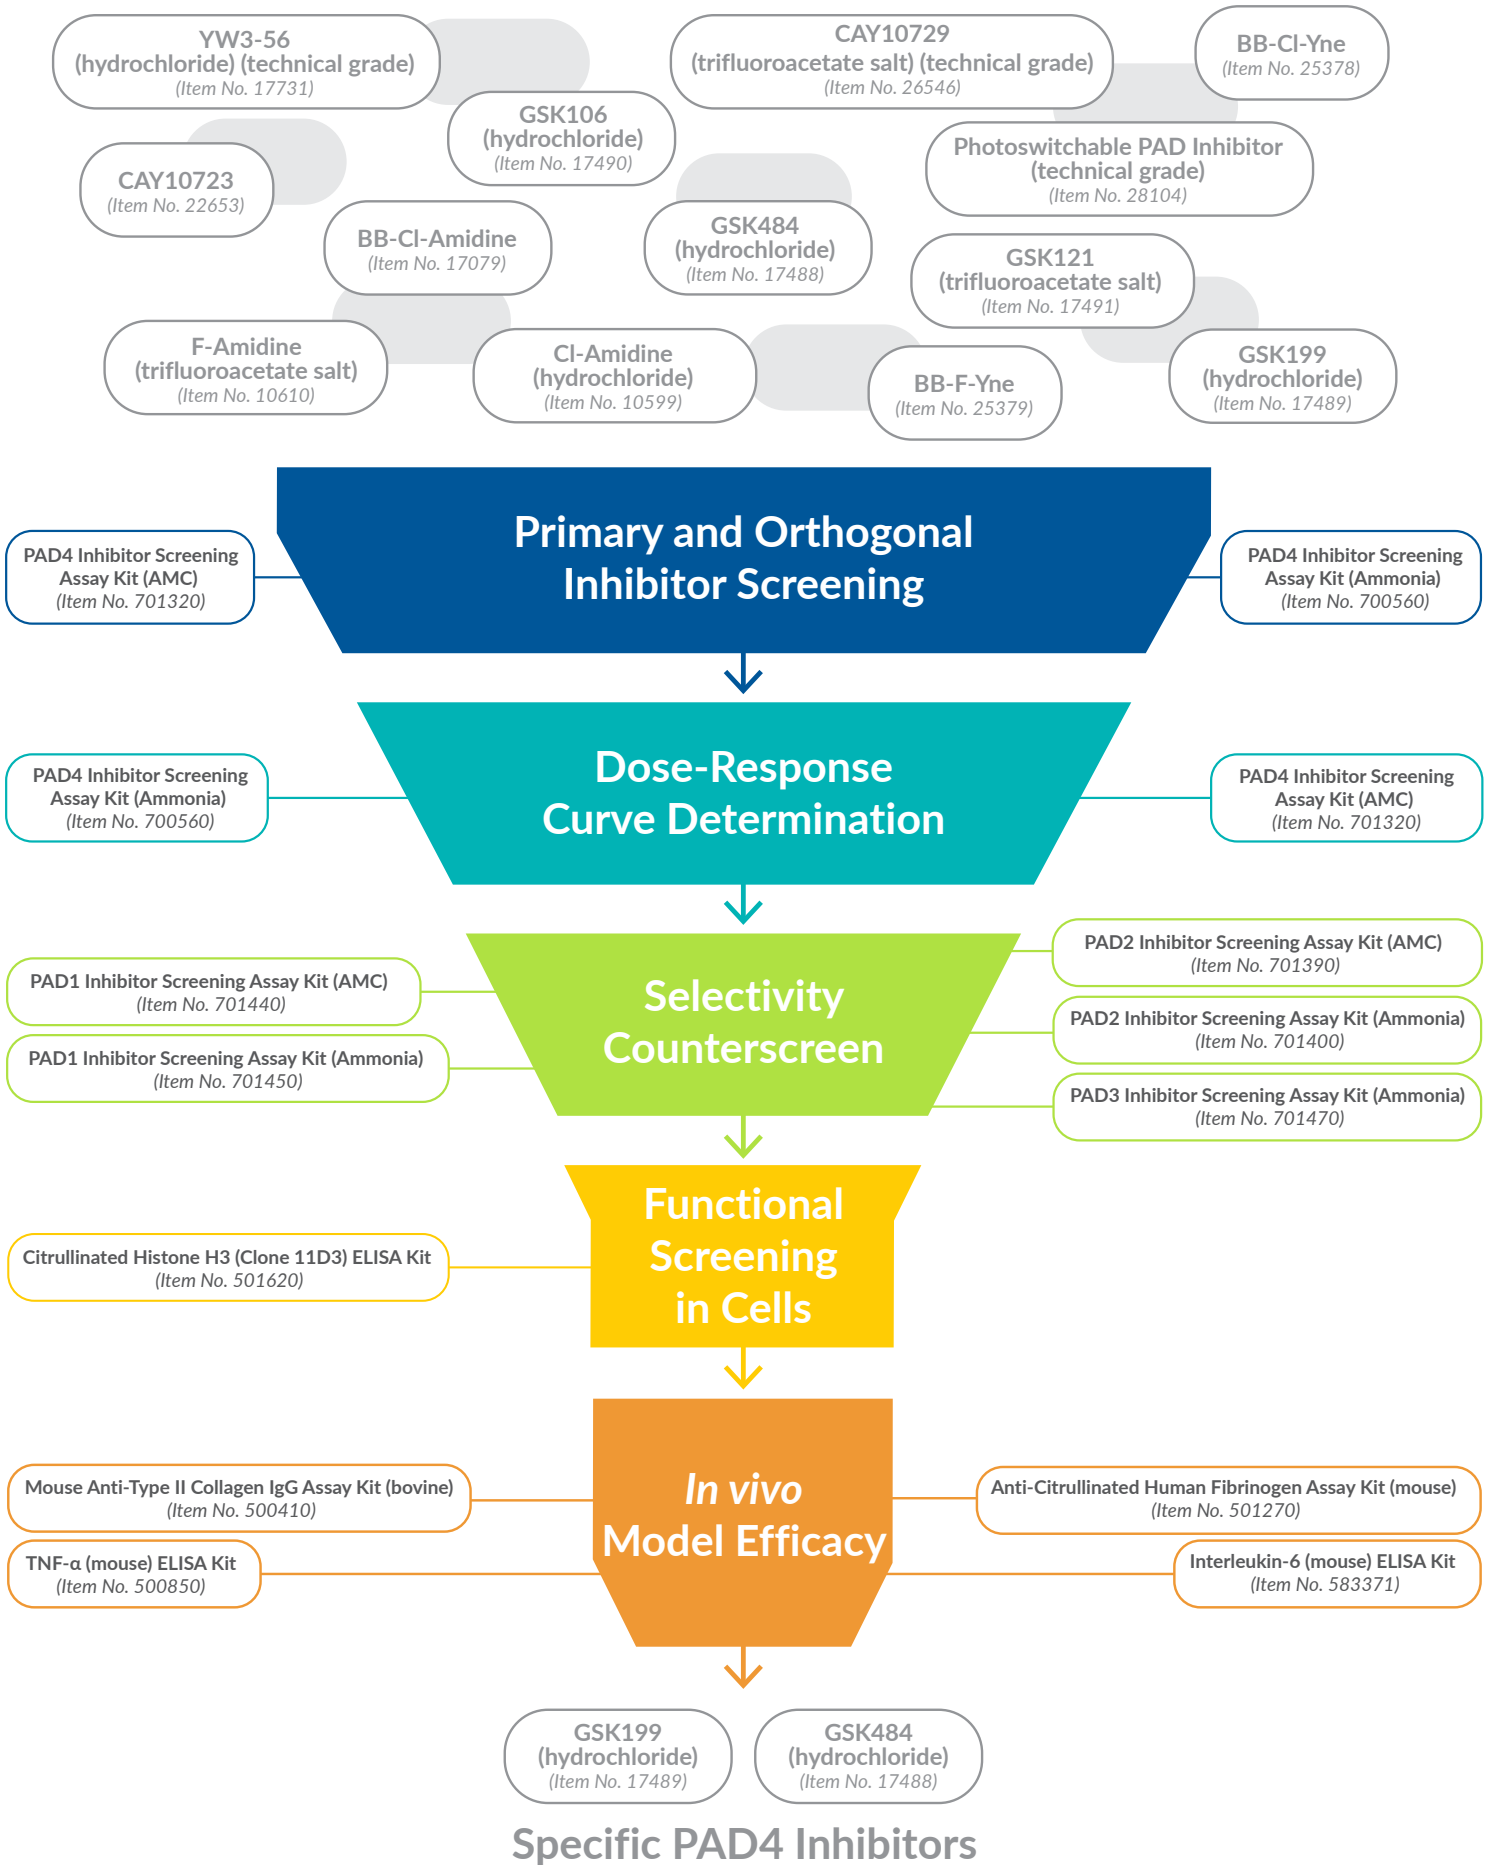 YW3-56
(hydrochloride) (technical grade)
(Item No. 17731)
CAY10729
(trifluoroacetate salt) (technical grade)
(Item No. 26546)
BB-Cl-Yne
(Item No. 25378)
GSK106
(hydrochloride)
(Item No. 17490)
Photoswitchable PAD Inhibitor
(technical grade)
(Item No. 28104)
CAY10723
(Item No. 22653)
BB-Cl-Amidine
(Item No. 17079)
GSK484
(hydrochloride)
(Item No. 17488)
GSK121
(trifluoroacetate salt)
(Item No. 17491)
F-Amidine
(trifluoroacetate salt)
(Item No. 10610)
Cl-Amidine
(hydrochloride)
(Item No. 10599)
BB-F-Yne
(Item No. 25379)
GSK199
(hydrochloride)
(Item No. 17489)
Primary and Orthogonal
Inhibitor Screening
PAD4 Inhibitor Screening
Assay Kit (AMC)
(Item No. 701320)
PAD4 Inhibitor Screening
Assay Kit (Ammonia)
(Item No. 700560)
Dose-Response
Curve Determination
PAD4 Inhibitor Screening
Assay Kit (Ammonia)
(Item No. 700560)
PAD4 Inhibitor Screening
Assay Kit (AMC)
(Item No. 701320)
Selectivity
Counterscreen
PAD1 Inhibitor Screening Assay Kit (AMC)
(Item No. 701440)
PAD1 Inhibitor Screening Assay Kit (Ammonia)
(Item No. 701450)
PAD2 Inhibitor Screening Assay Kit (AMC)
(Item No. 701390)
PAD2 Inhibitor Screening Assay Kit (Ammonia)
(Item No. 701400)
PAD3 Inhibitor Screening Assay Kit (Ammonia)
(Item No. 701470)
Functional
Screening
in Cells
Citrullinated Histone H3 (Clone 11D3) ELISA Kit
(Item No. 501620)
In vivo
Model Efficacy
Mouse Anti-Type II Collagen IgG Assay Kit (bovine)
(Item No. 500410)
TNF-α (mouse) ELISA Kit
(Item No. 500850)
Anti-Citrullinated Human Fibrinogen Assay Kit (mouse)
(Item No. 501270)
Interleukin-6 (mouse) ELISA Kit
(Item No. 583371)
GSK199
(hydrochloride)
(Item No. 17489)
GSK484
(hydrochloride)
(Item No. 17488)
Specific PAD4 Inhibitors